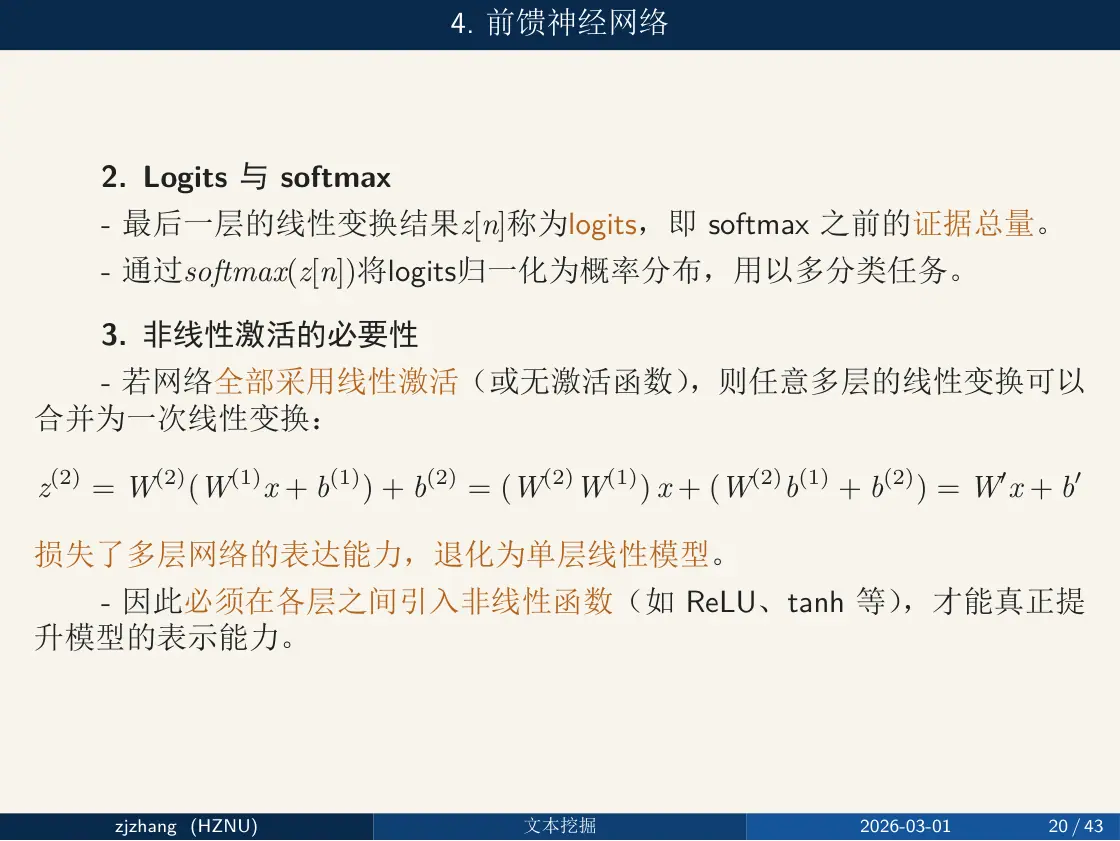 4. 前馈神经网络
2. Logits 与 softmax
- 最后一层的线性变换结果z[n]称为logits，即 softmax 之前的证据总量。
- 通过softmax(z[n])将logits归一化为概率分布，用以多分类任务。
3. 非线性激活的必要性
- 若网络全部采用线性激活（或无激活函数），则任意多层的线性变换可以
合并为一次线性变换：
z⁽²⁾ = W⁽²⁾(W⁽¹⁾x + b⁽¹⁾) + b⁽²⁾ = (W⁽²⁾W⁽¹⁾) x + (W⁽²⁾b⁽¹⁾ + b⁽²⁾) = W′x + b′
损失了多层网络的表达能力，退化为单层线性模型。
- 因此必须在各层之间引入非线性函数（如 ReLU、tanh 等），才能真正提
升模型的表示能力。
zjzhang (HZNU) 文本挖掘 2026-03-01 20 / 43